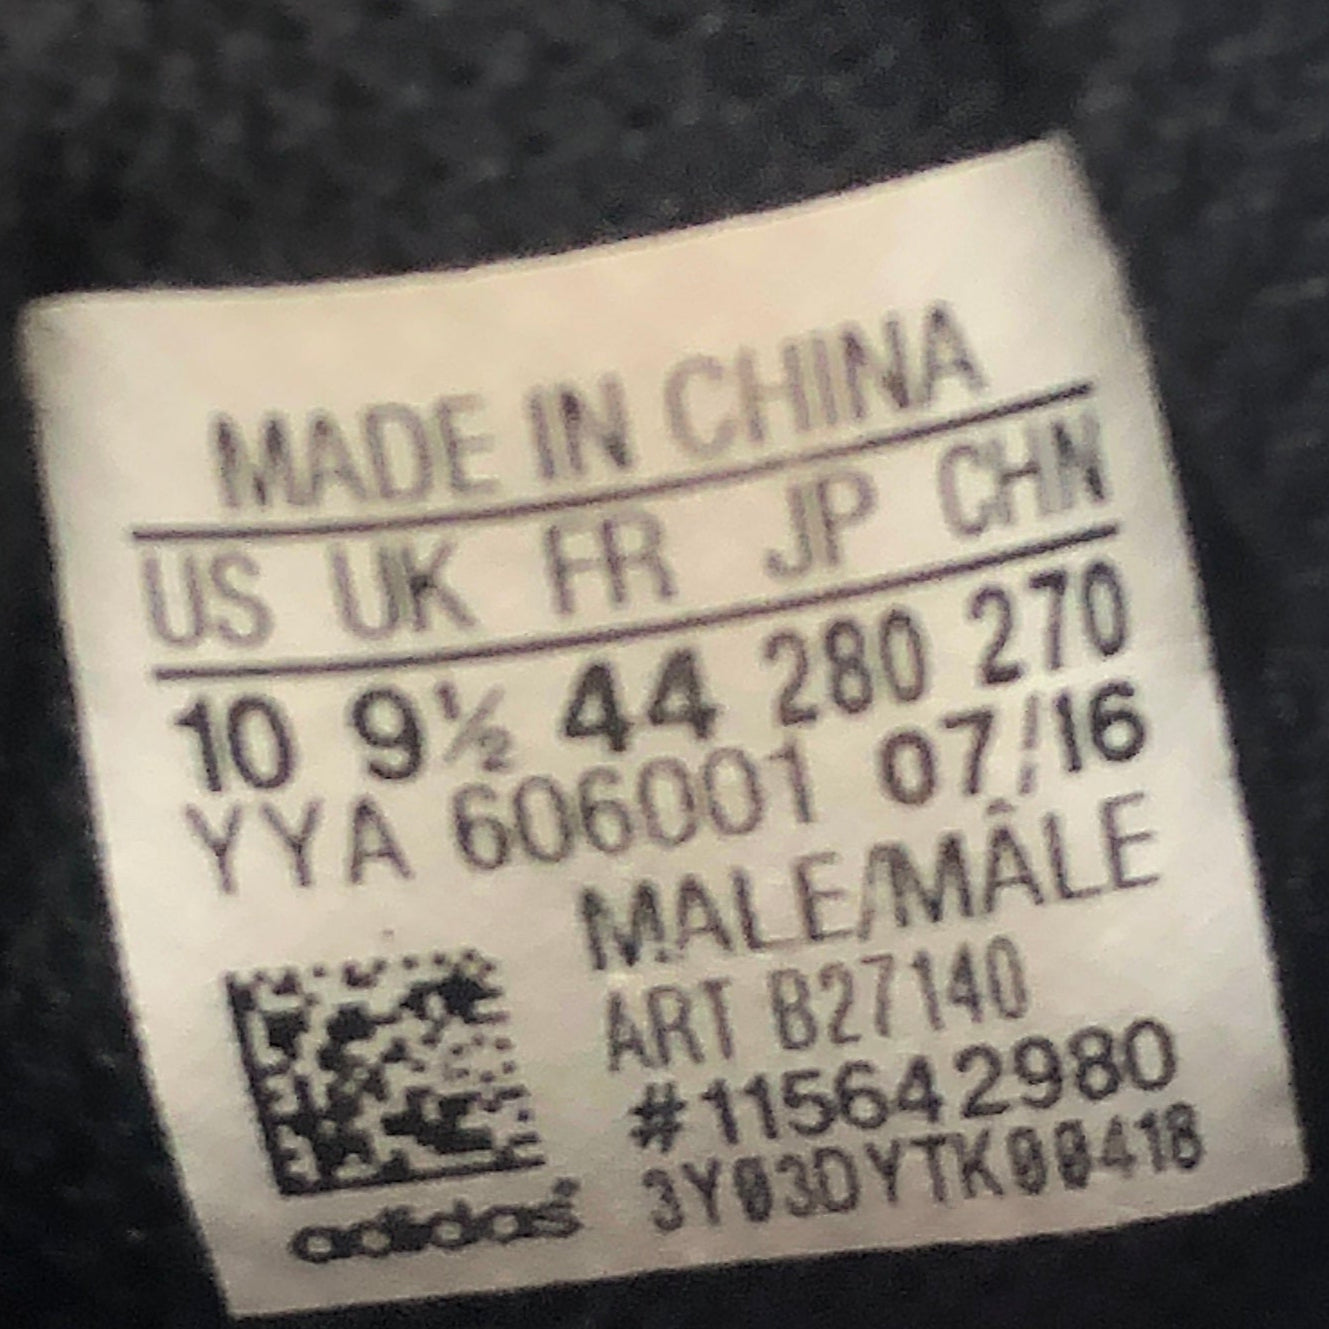 MADE IN CHINA
US UK FR JP CHN
10 9½ 44 280 270
YYA 606001 07/16
MALE/MÂLE
ART B27140
#115642980
3Y03DYTK00418
adidas®